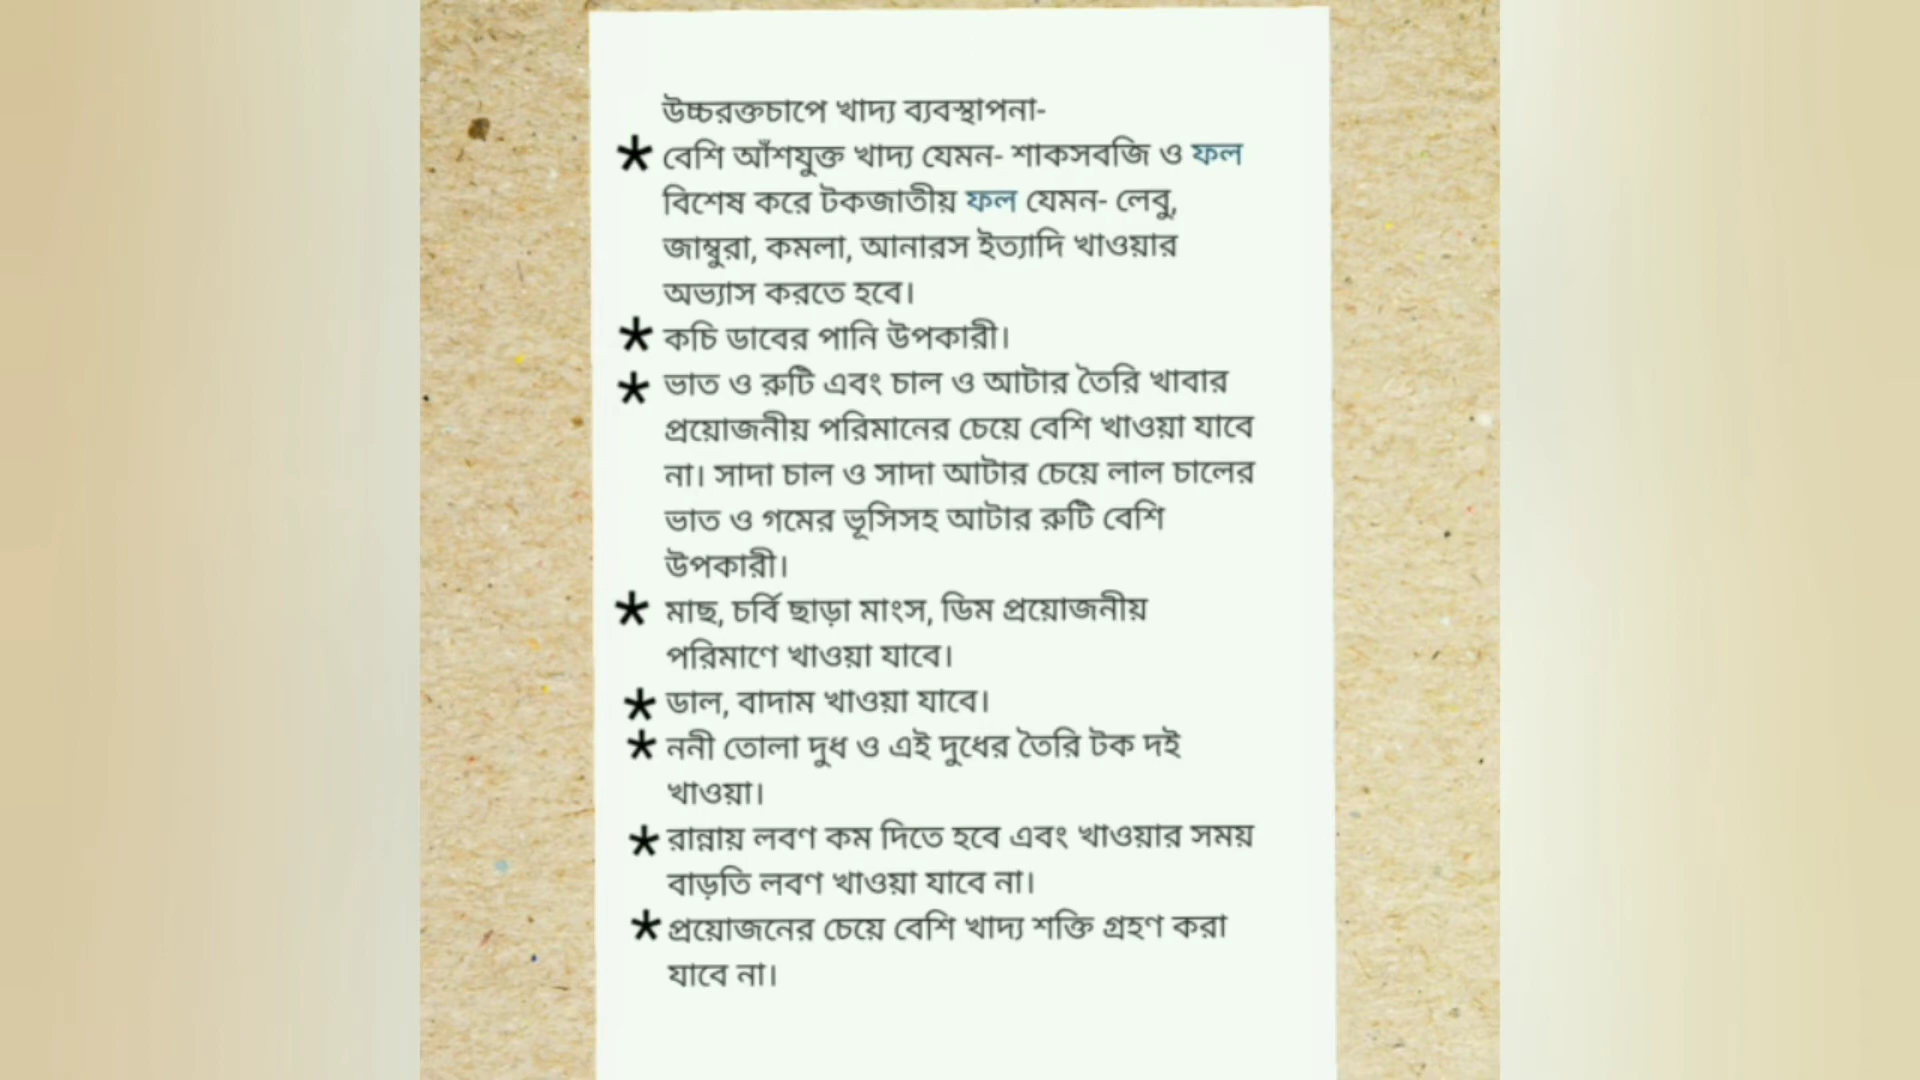 উচ্চরক্তচাপে খাদ্য ব্যবস্থাপনা-
* বেশি আঁশযুক্ত খাদ্য যেমন- শাকসবজি ও ফল
বিশেষ করে টকজাতীয় ফল যেমন- লেবু,
জাম্বুরা, কমলা, আনারস ইত্যাদি খাওয়ার
অভ্যাস করতে হবে।
* কচি ডাবের পানি উপকারী।
* ভাত ও রুটি এবং চাল ও আটার তৈরি খাবার
প্রয়োজনীয় পরিমানের চেয়ে বেশি খাওয়া যাবে
না। সাদা চাল ও সাদা আটার চেয়ে লাল চালের
ভাত ও গমের ভূসিসহ আটার রুটি বেশি
উপকারী।
* মাছ, চর্বি ছাড়া মাংস, ডিম প্রয়োজনীয়
পরিমাণে খাওয়া যাবে।
* ডাল, বাদাম খাওয়া যাবে।
* ননী তোলা দুধ ও এই দুধের তৈরি টক দই
খাওয়া।
* রান্নায় লবণ কম দিতে হবে এবং খাওয়ার সময়
বাড়তি লবণ খাওয়া যাবে না।
* প্রয়োজনের চেয়ে বেশি খাদ্য শক্তি গ্রহণ করা
যাবে না।